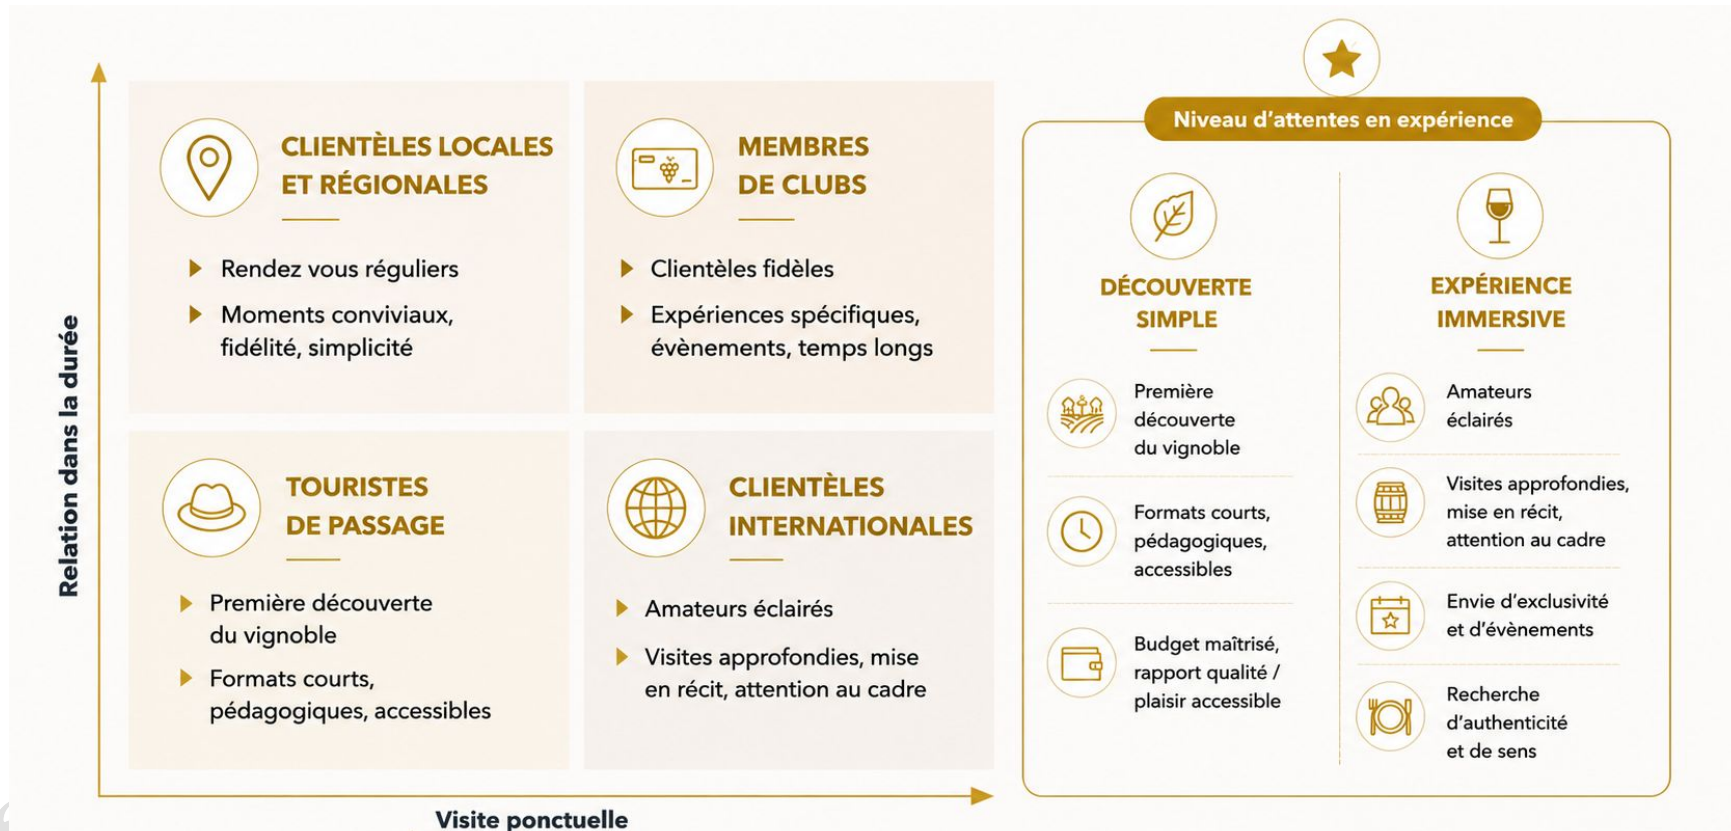 Relation dans la durée
CLIENTÈLES LOCALES
ET RÉGIONALES
Rendez vous réguliers
Moments conviviaux,
fidélité, simplicité
MEMBRES
DE CLUBS
Clientèles fidèles
Expériences spécifiques,
évènements, temps longs
TOURISTES
DE PASSAGE
Première découverte
du vignoble
Formats courts,
pédagogiques, accessibles
CLIENTÈLES
INTERNATIONALES
Amateurs éclairés
Visites approfondies, mise
en récit, attention au cadre
Visite ponctuelle
Niveau d'attentes en expérience
DÉCOUVERTE
SIMPLE
Première
découverte
du vignoble
Formats courts,
pédagogiques,
accessibles
Budget maîtrisé,
rapport qualité /
plaisir accessible
EXPÉRIENCE
IMMERSIVE
Amateurs
éclairés
Visites approfondies,
mise en récit,
attention au cadre
Envie d'exclusivité
et d'évènements
Recherche
d'authenticité
et de sens